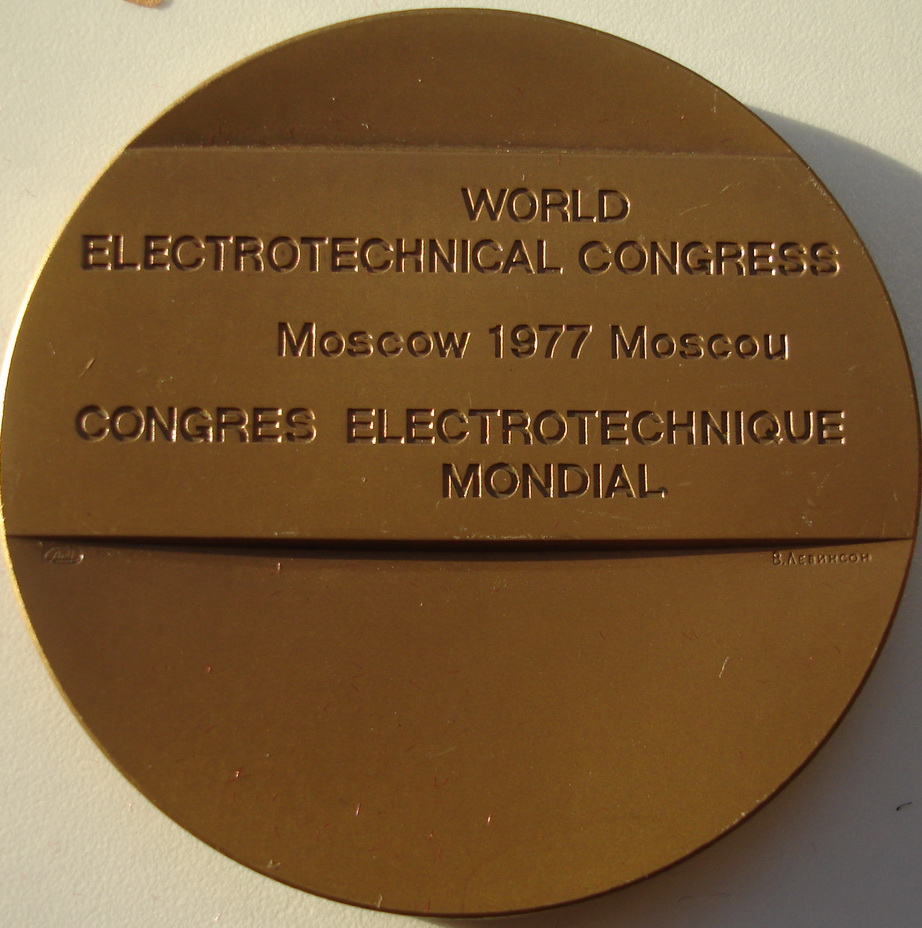 WORLD
ELECTROTECHNICAL CONGRESS
Moscow 1977 Moscou
CONGRES ELECTROTECHNIQUE
MONDIAL
В.ЛЕВИНСОН